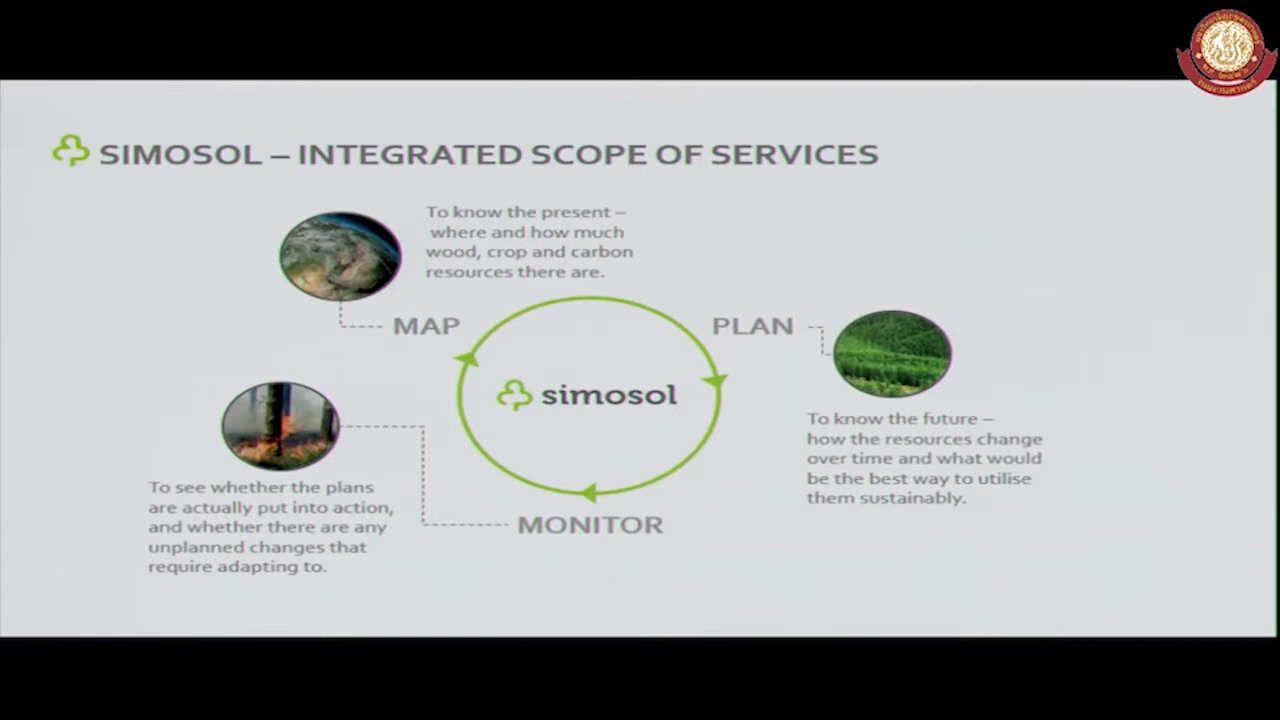 SIMOSOL – INTEGRATED SCOPE OF SERVICES
To know the present –
where and how much
wood, crop and carbon
resources there are.
MAP
PLAN
simosol
To know the future –
how the resources change
over time and what would
be the best way to utilise
them sustainably.
To see whether the plans
are actually put into action,
and whether there are any
unplanned changes that
require adapting to.
MONITOR